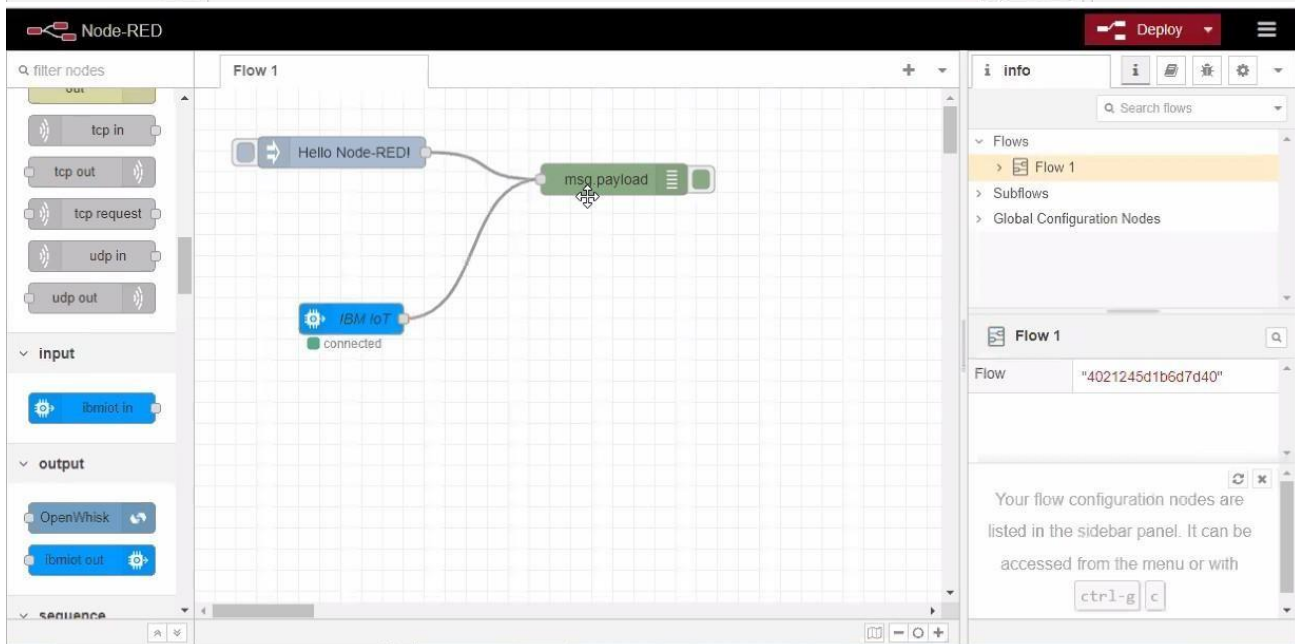 Node-RED
Deploy
filter nodes
Flow 1
i info
i
Search flows
out
tcp in
tcp out
tcp request
udp in
udp out
input
ibmiot in
output
OpenWhisk
ibmiot out
sequence
Hello Node-RED!
msg.payload
IBM IoT
connected
Flows
Flow 1
Subflows
Global Configuration Nodes
Flow 1
Flow "4021245d1b6d7d40"
Your flow configuration nodes are
listed in the sidebar panel. It can be
accessed from the menu or with
ctrl-g c